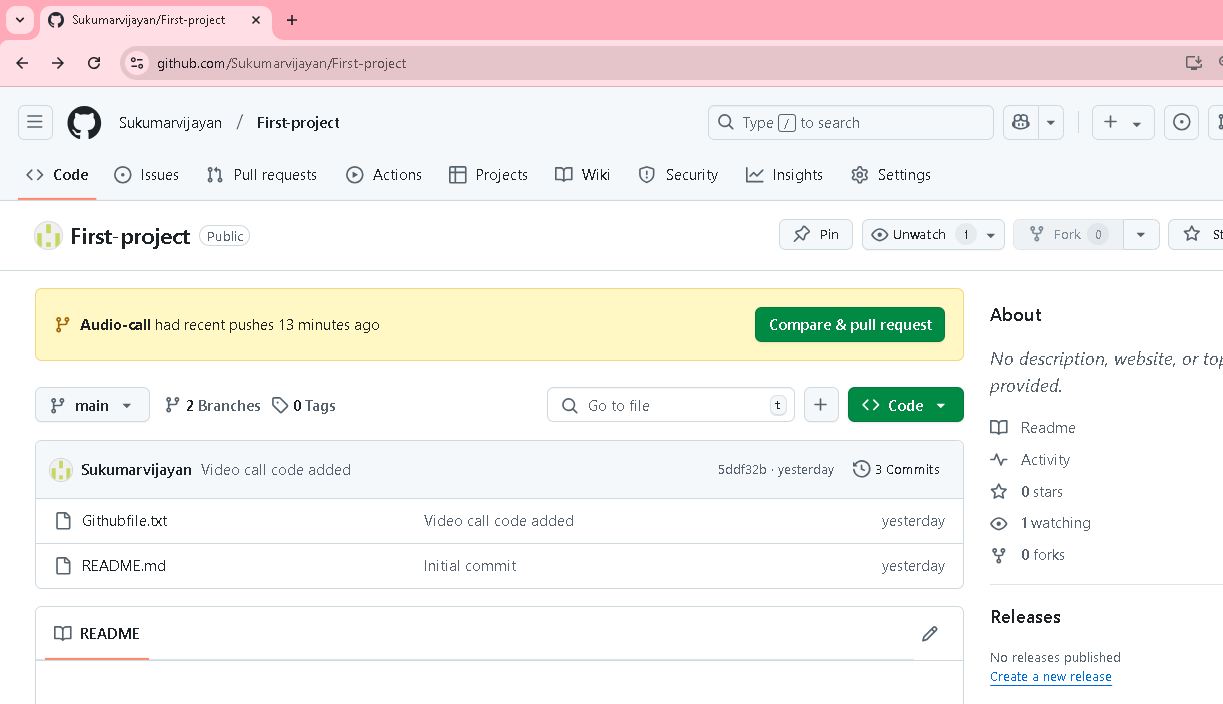 Sukumarvijayan/First-project
github.com/Sukumarvijayan/First-project
Sukumarvijayan / First-project
Type / to search
Code Issues Pull requests Actions Projects Wiki Security Insights Settings
First-project Public
Pin Unwatch 1 Fork 0 St
Audio-call had recent pushes 13 minutes ago
Compare & pull request
main 2 Branches 0 Tags
Go to file t
Code
Sukumarvijayan Video call code added
5ddf32b · yesterday 3 Commits
Githubfile.txt Video call code added yesterday
README.md Initial commit yesterday
README
About
No description, website, or top
provided.
Readme
Activity
0 stars
1 watching
0 forks
Releases
No releases published
Create a new release